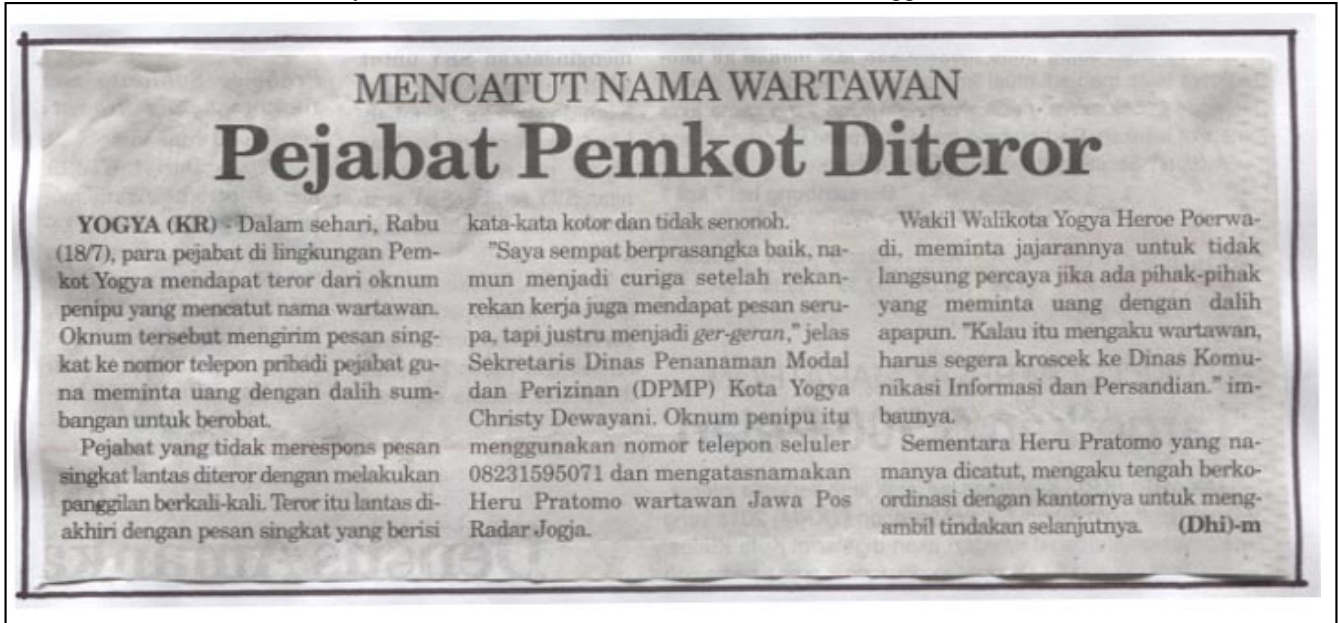 MENCATUT NAMA WARTAWAN
Pejabat Pemkot Diteror
YOGYA (KR) - Dalam sehari, Rabu
(18/7), para pejabat di lingkungan Pem-
kot Yogya mendapat teror dari oknum
penipu yang mencatut nama wartawan.
Oknum tersebut mengirim pesan sing-
kat ke nomor telepon pribadi pejabat gu-
na meminta uang dengan dalih sum-
bangan untuk berobat.
Pejabat yang tidak merespons pesan
singkat lantas diteror dengan melakukan
panggilan berkali-kali. Teror itu lantas di-
akhiri dengan pesan singkat yang berisi
kata-kata kotor dan tidak senonoh.
"Saya sempat berprasangka baik, na-
mun menjadi curiga setelah rekan-
rekan kerja juga mendapat pesan seru-
pa, tapi justru menjadi ger-geran," jelas
Sekretaris Dinas Penanaman Modal
dan Perizinan (DPMP) Kota Yogya
Christy Dewayani. Oknum penipu itu
menggunakan nomor telepon seluler
08231595071 dan mengatasnamakan
Heru Pratomo wartawan Jawa Pos
Radar Jogja.
Wakil Walikota Yogya Heroe Poerwa-
di, meminta jajarannya untuk tidak
langsung percaya jika ada pihak-pihak
yang meminta uang dengan dalih
apapun. "Kalau itu mengaku wartawan,
harus segera kroscek ke Dinas Komu-
nikasi Informasi dan Persandian." im-
baunya.
Sementara Heru Pratomo yang na-
manya dicatut, mengaku tengah berko-
ordinasi dengan kantornya untuk meng-
ambil tindakan selanjutnya. (Dhi)-m